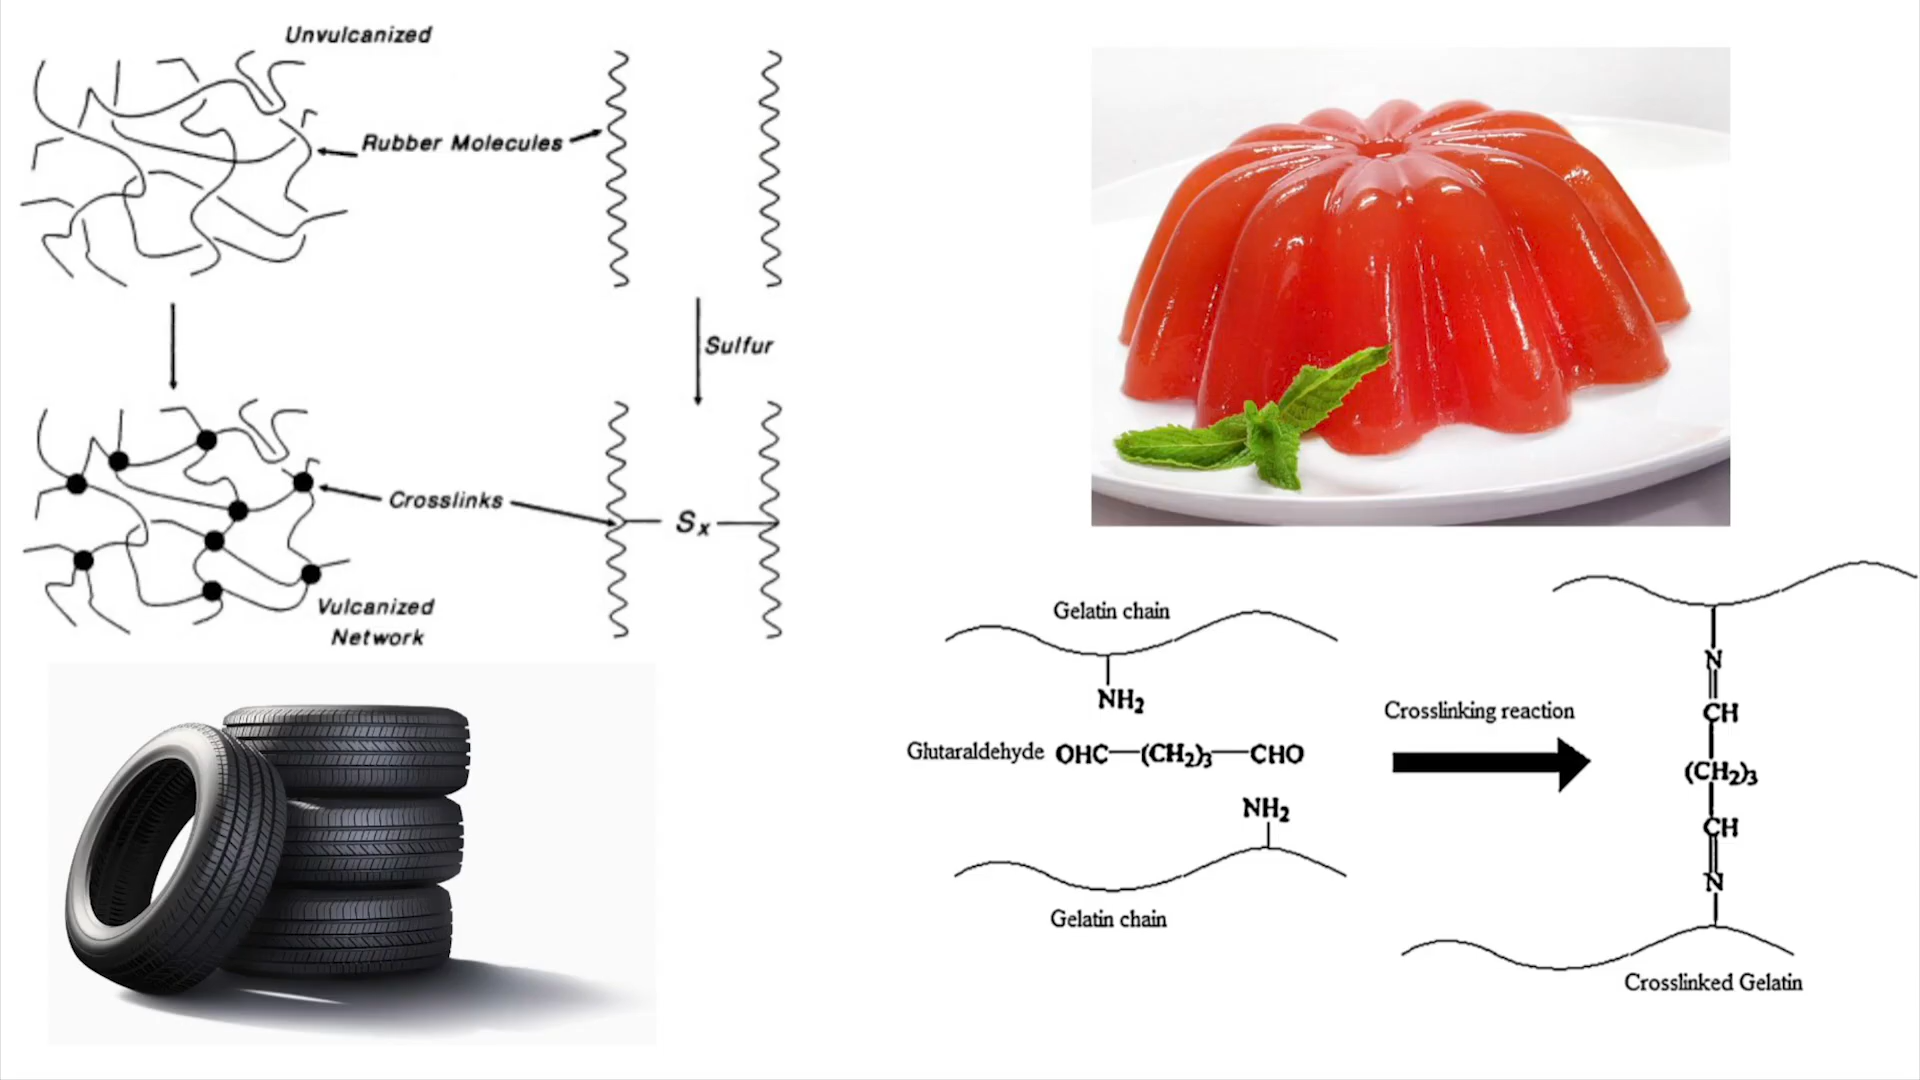 Unvulcanized
Rubber Molecules
Sulfur
Crosslinks
Sx
Vulcanized
Network
Gelatin chain
NH2
Glutaraldehyde OHC—(CH2)3—CHO
NH2
Gelatin chain
Crosslinking reaction
N
CH
(CH2)3
CH
N
Crosslinked Gelatin